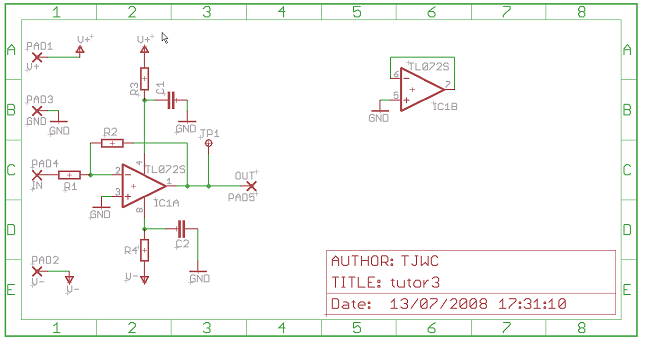 1 2 3 4 5 6 7 8
A A
PAD1 V+ V+
V+
R3 C1
TL072S
6 7
5
IC1B
GND
B B
PAD3
GND GND
GND
R2 TP1
C C
PAD4
IN R1
2 4 TL072S
1
3 8 IC1A
OUT
PAD5
GND
D D
C2
R4
GND
PAD2
V- V- V-
E E
AUTHOR: TJWC
TITLE: tutor3
Date: 13/07/2008 17:31:10
1 2 3 4 5 6 7 8